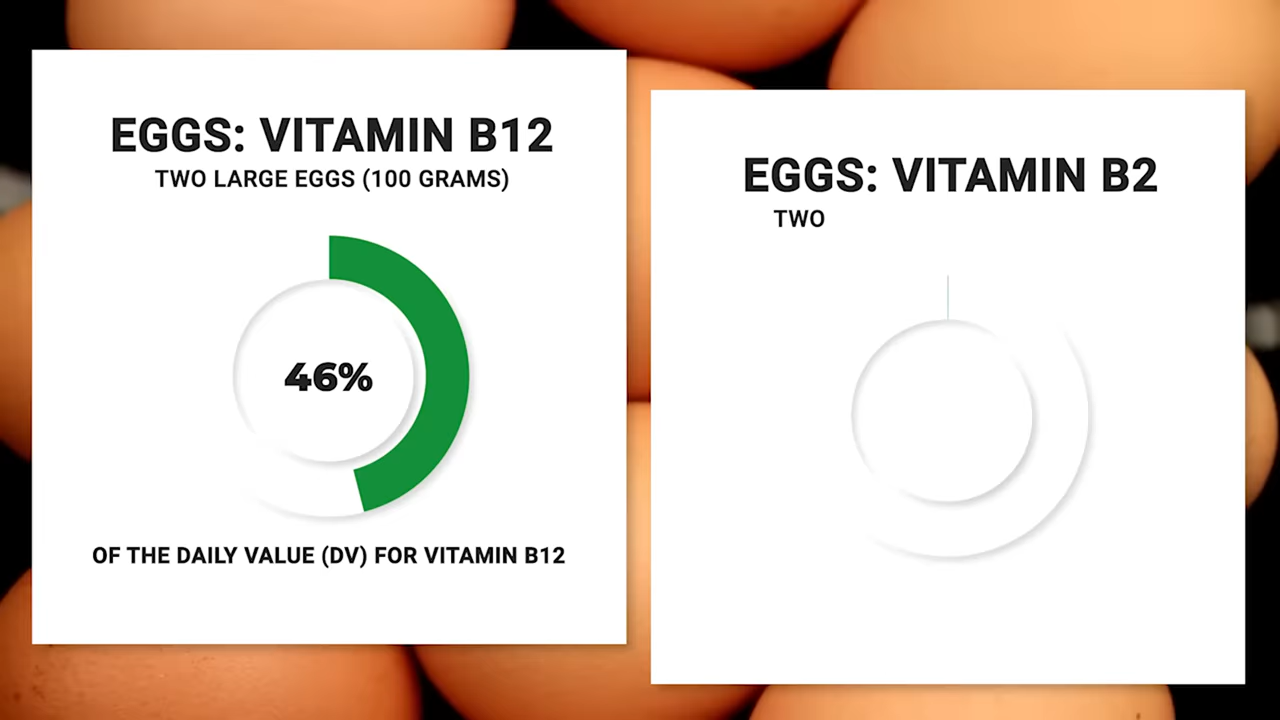 EGGS: VITAMIN B12
TWO LARGE EGGS (100 GRAMS)
46%
OF THE DAILY VALUE (DV) FOR VITAMIN B12
EGGS: VITAMIN B2
TWO